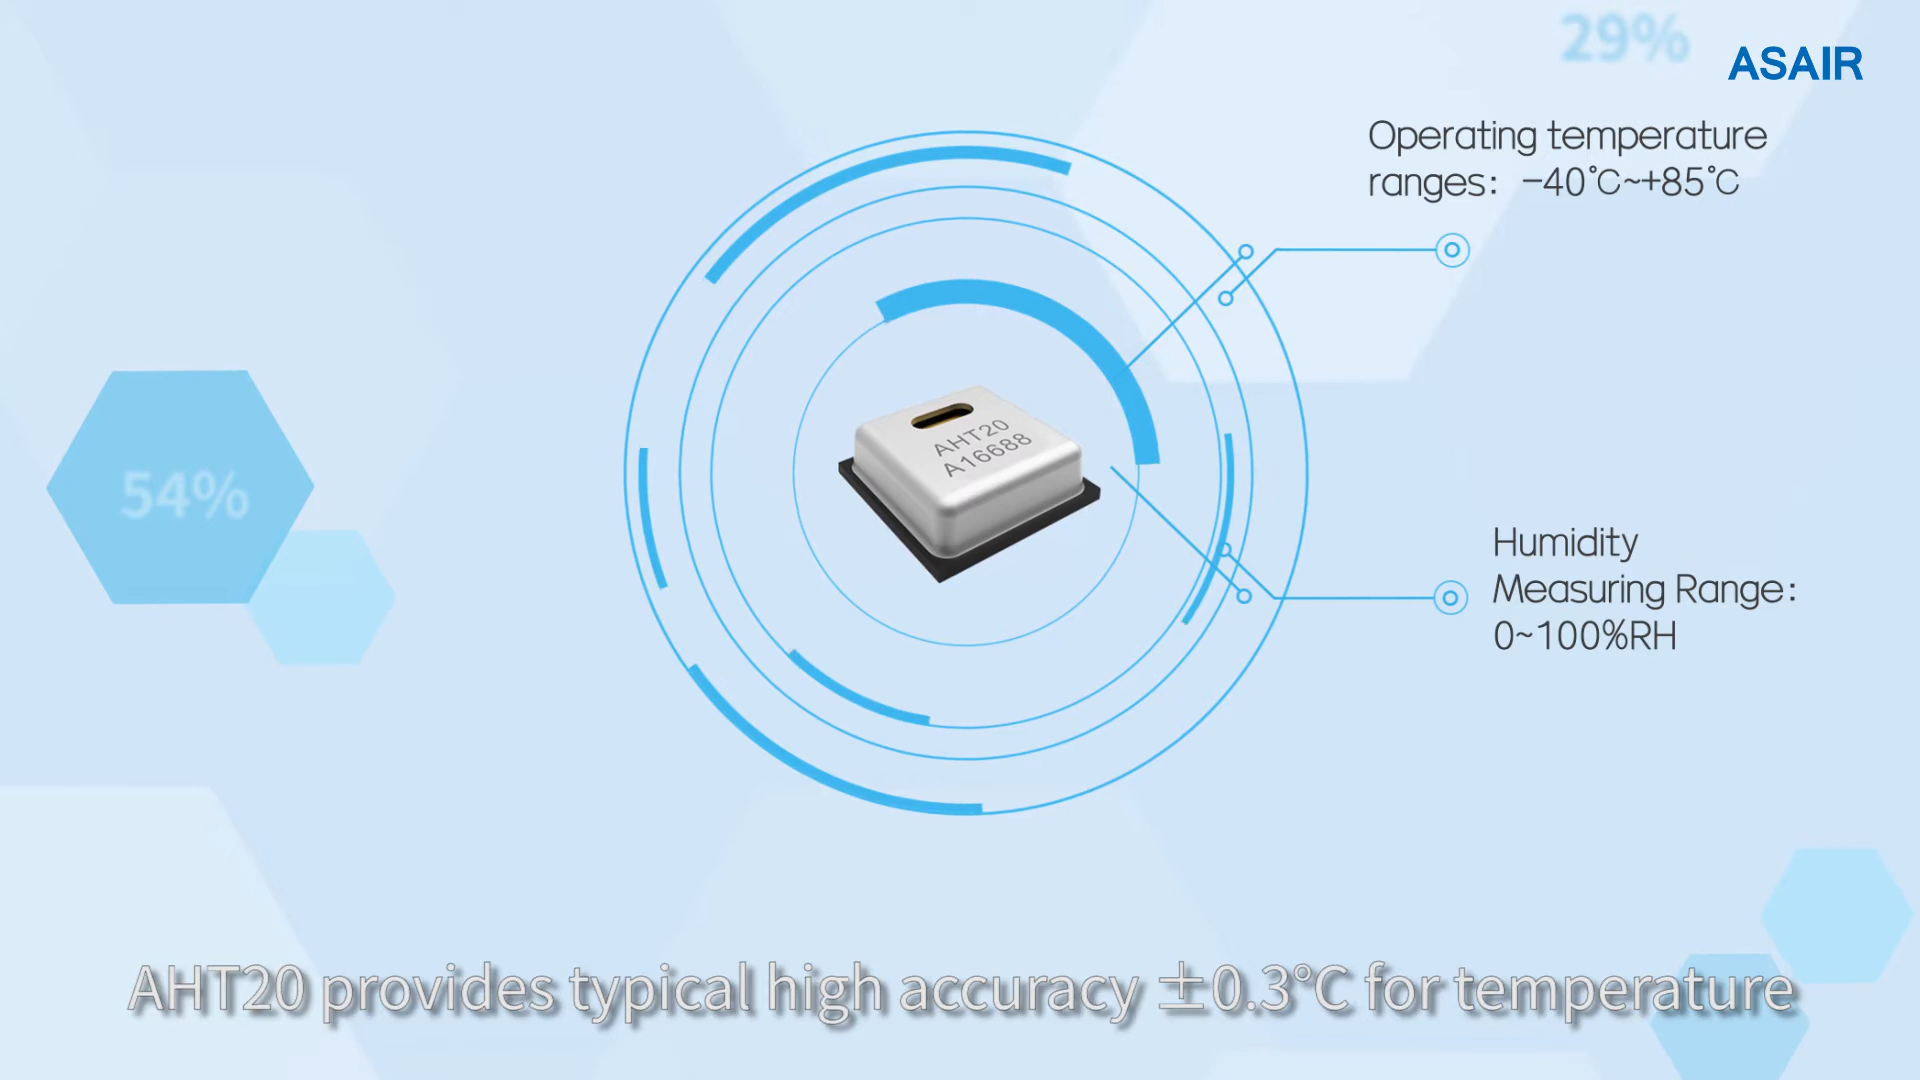 29%
ASAIR
Operating temperature
ranges: -40℃~+85℃
AHT20
A16688
54%
Humidity
Measuring Range:
0~100%RH
AHT20 provides typical high accuracy ±0.3℃ for temperature